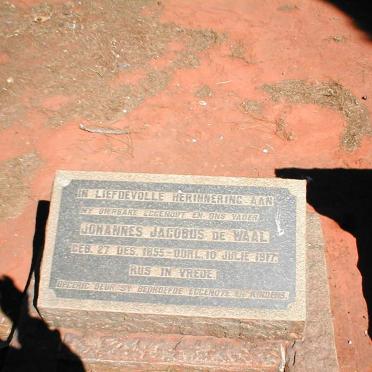 IN LIEFDEVOLLE HERINNERING AAN
MY DIERBARE EGGENOOT EN ONS VADER
JOHANNES JACOBUS DE WAAL
GEB. 27 DES. 1855 - OORL. 10 JULIE 1917.
RUS IN VREDE
OPGERIG DEUR SY BEDROEFDE EGGENOTE EN KINDERS